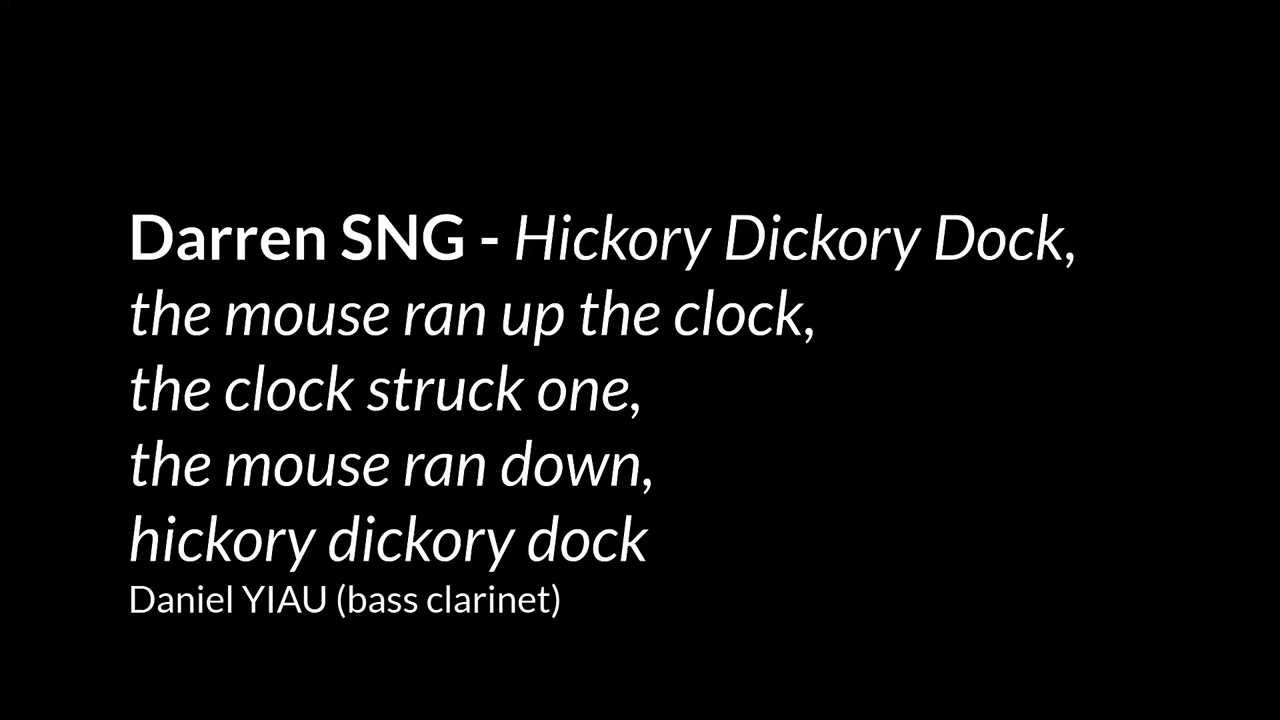 Darren SNG - Hickory Dickory Dock,
the mouse ran up the clock,
the clock struck one,
the mouse ran down,
hickory dickory dock
Daniel YIAU (bass clarinet)